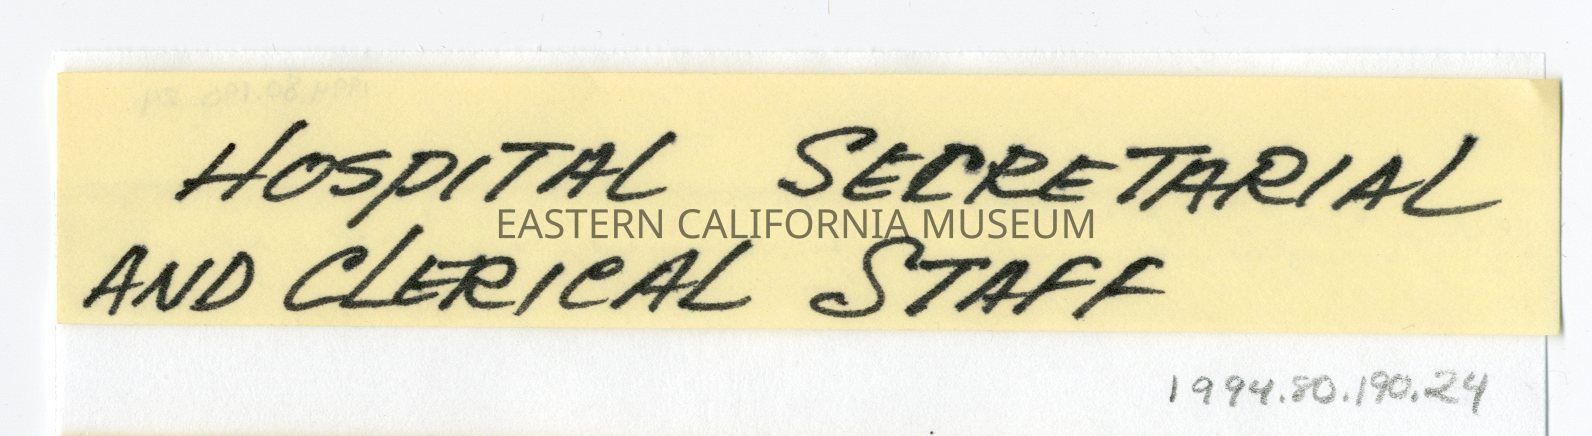 HOSPITAL SECRETARIAL
EASTERN CALIFORNIA MUSEUM
AND CLERICAL STAFF
1994.80.190.24